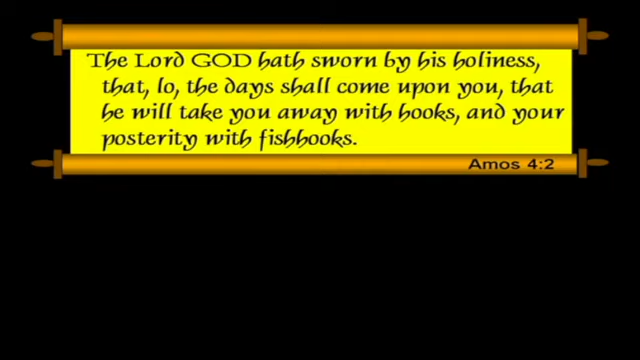 The Lord GOD hath sworn by his holiness,
that, lo, the days shall come upon you, that
he will take you away with hooks, and your
posterity with fishhooks.
Amos 4:2